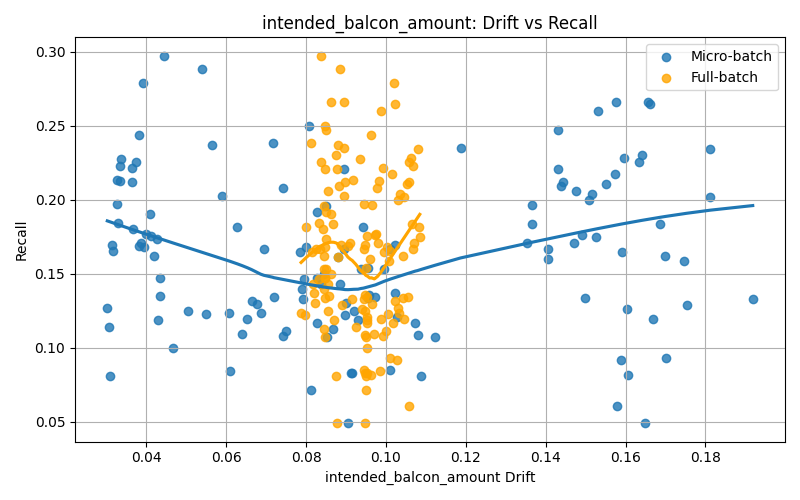 intended_balcon_amount: Drift vs Recall
Micro-batch
Full-batch
Recall
0.30
0.25
0.20
0.15
0.10
0.05
0.04 0.06 0.08 0.10 0.12 0.14 0.16 0.18
intended_balcon_amount Drift